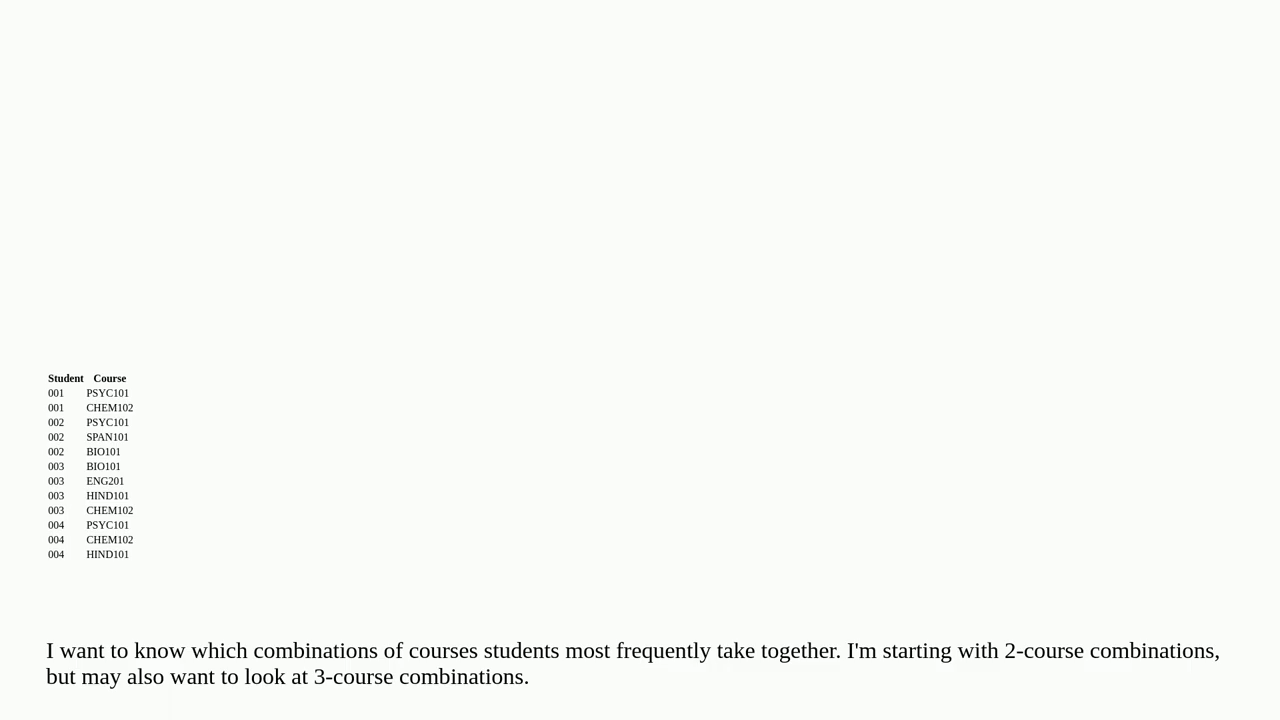 Student Course
001 PSYC101
001 CHEM102
002 PSYC101
002 SPAN101
002 BIO101
003 BIO101
003 ENG201
003 HIND101
003 CHEM102
004 PSYC101
004 CHEM102
004 HIND101
I want to know which combinations of courses students most frequently take together. I'm starting with 2-course combinations,
but may also want to look at 3-course combinations.